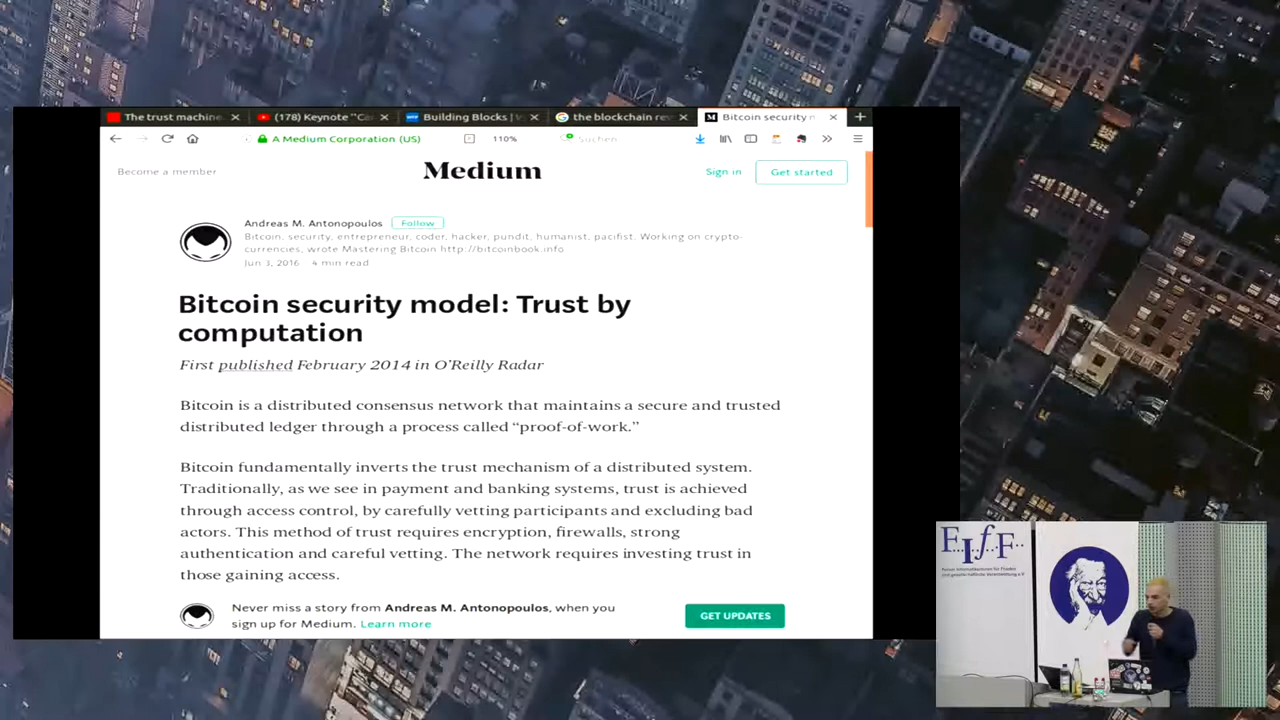 The trust machine
(178) Keynote "Ca
Building Blocks |
the blockchain re
Bitcoin security
A Medium Corporation (US)
110%
Suchen
Become a member
Medium
Sign in
Get started
Andreas M. Antonopoulos
Follow
Bitcoin, security, entrepreneur, coder, hacker, pundit, humanist, pacifist. Working on crypto-
currencies, wrote Mastering Bitcoin http://bitcoinbook.info
Jun 3, 2016 4 min read
Bitcoin security model: Trust by
computation
First published February 2014 in O'Reilly Radar
Bitcoin is a distributed consensus network that maintains a secure and trusted
distributed ledger through a process called “proof-of-work.”
Bitcoin fundamentally inverts the trust mechanism of a distributed system.
Traditionally, as we see in payment and banking systems, trust is achieved
through access control, by carefully vetting participants and excluding bad
actors. This method of trust requires encryption, firewalls, strong
authentication and careful vetting. The network requires investing trust in
those gaining access.
Never miss a story from Andreas M. Antonopoulos, when you
sign up for Medium. Learn more
GET UPDATES
F..I..f..F..